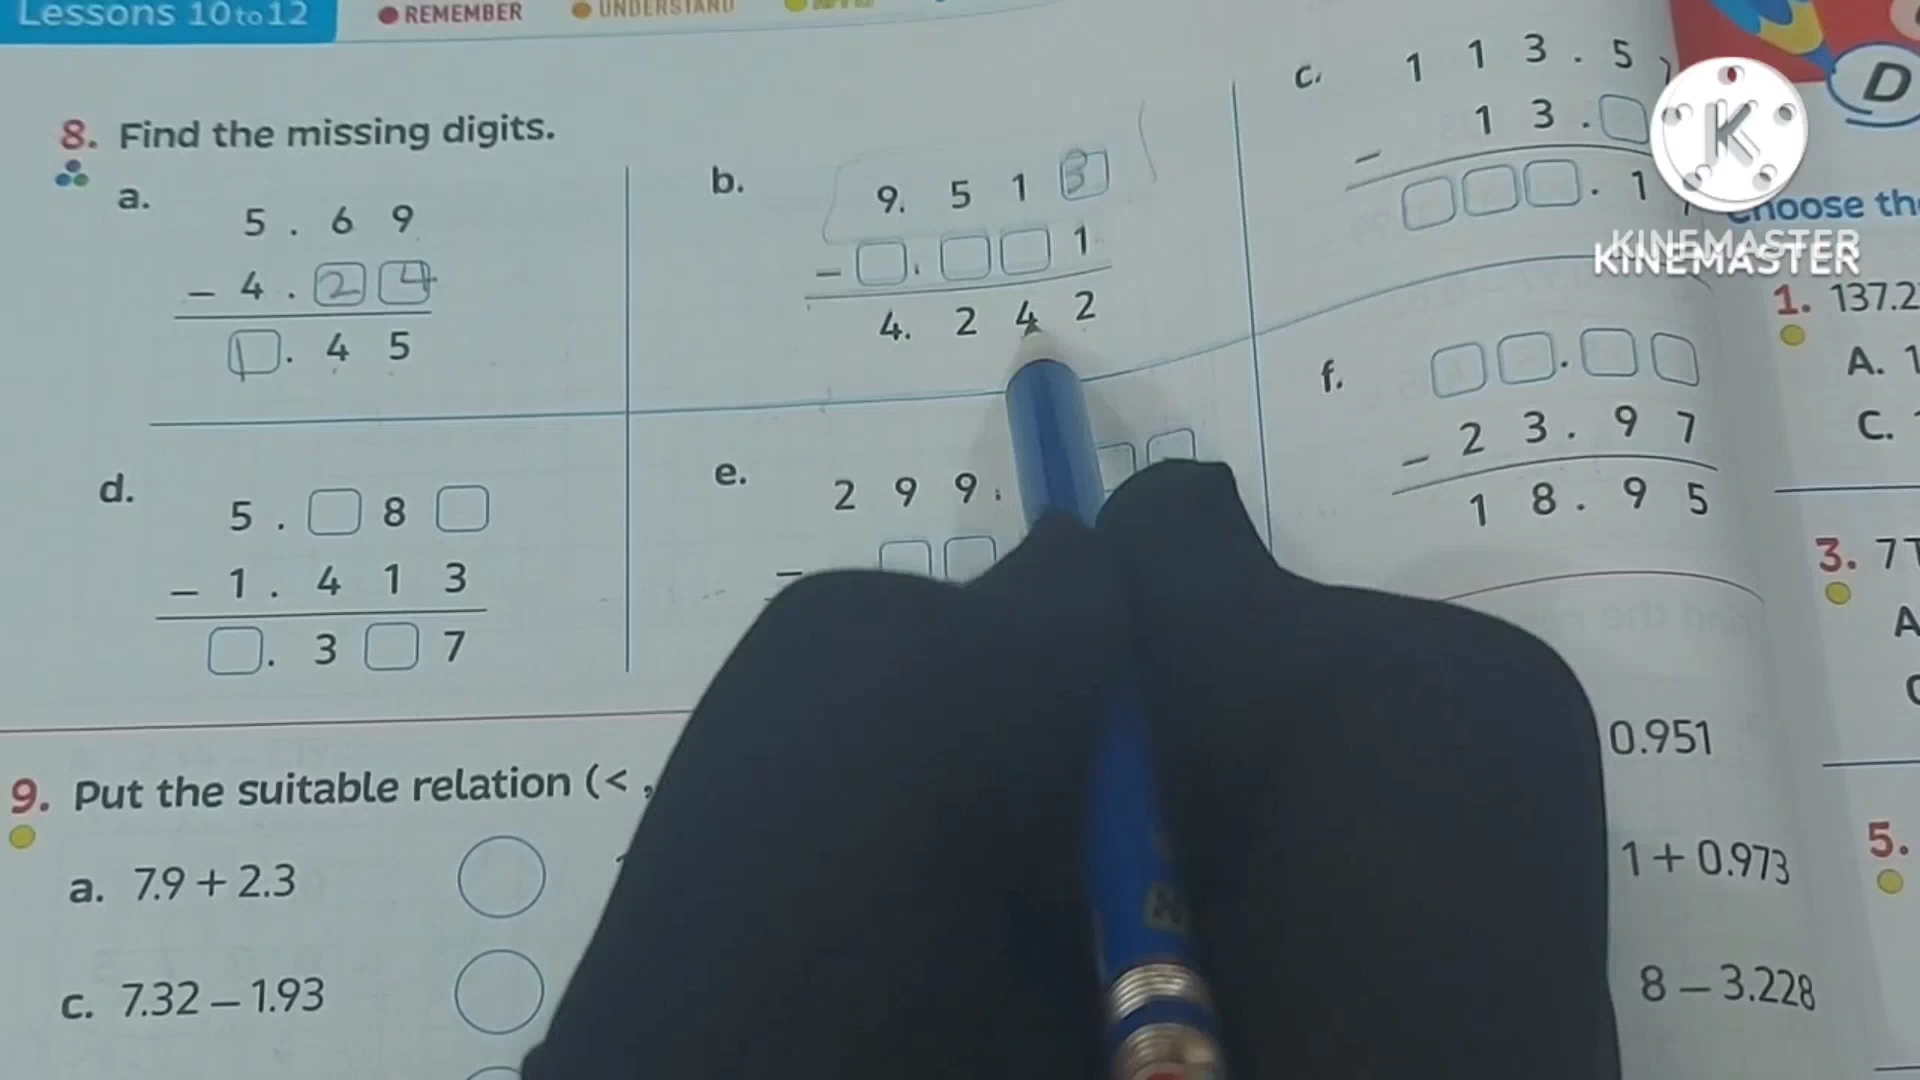 Lessons 10 to 12
REMEMBER
UNDERSTAND
8. Find the missing digits.
a.
5 . 6 9
- 4 . 2 4
1 . 4 5
b.
9. 5 1 3
- . 1
4. 2 4 2
c.
1 1 3 . 5
- 1 3 .
. 1
d.
5 . 8
- 1 . 4 1 3
. 3 7
e.
2 9 9 .
-
f.
.
- 2 3 . 9 7
1 8 . 9 5
9. Put the suitable relation (< ,
a. 7.9 + 2.3
c. 7.32 - 1.93
0.951
1 + 0.973
8 - 3.228
D
K
KINEMASTER
Choose th
1. 137.2
A. 1
C.
3. 7
A
5.